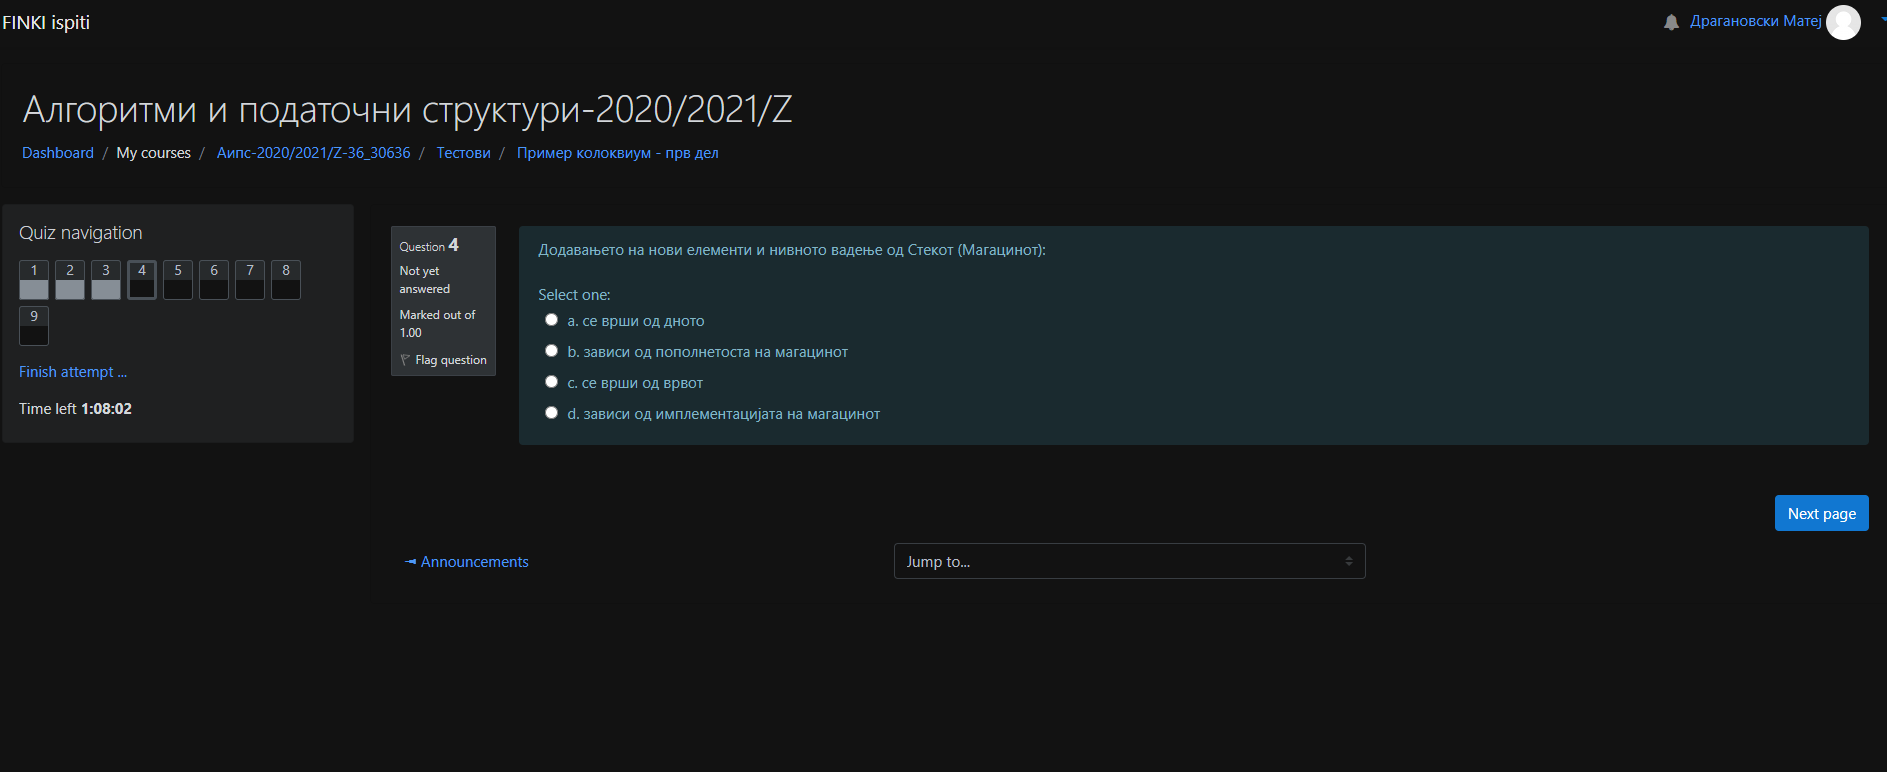 FINKI ispiti
Драгановски Матеј
Алгоритми и податочни структури-2020/2021/Z
Dashboard / My courses / Аипс-2020/2021/Z-36_30636 / Тестови / Пример колоквиум - прв дел
Quiz navigation
1 2 3 4 5 6 7 8
9
Finish attempt ...
Time left 1:08:02
Question 4
Not yet
answered
Marked out of
1.00
Flag question
Додавањето на нови елементи и нивното вадење од Стекот (Магацинот):
Select one:
a. се врши од дното
b. зависи од пополнетоста на магацинот
c. се врши од врвот
d. зависи од имплементацијата на магацинот
Next page
Announcements
Jump to...